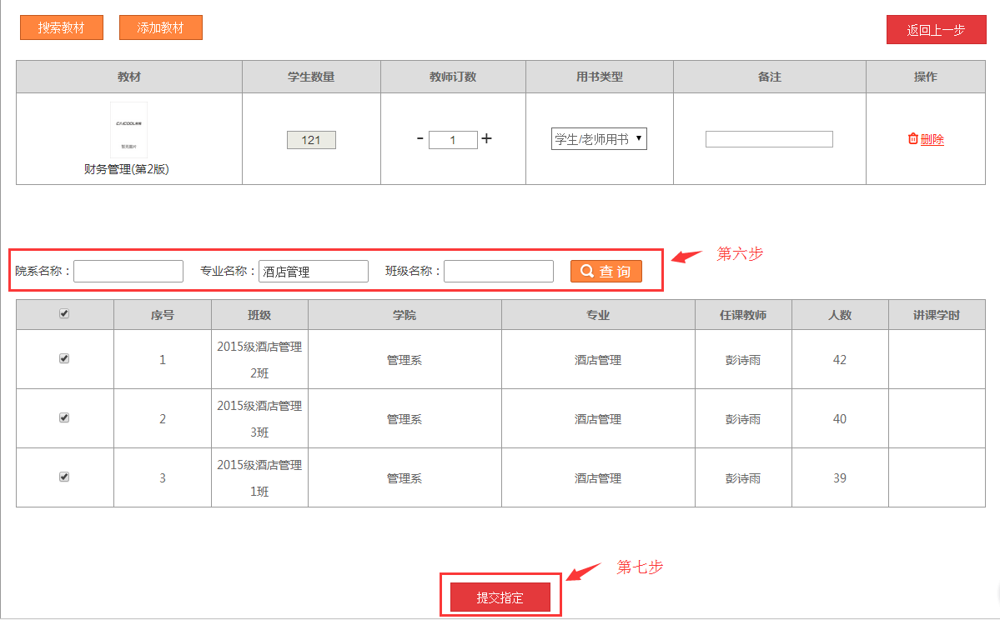 搜索教材 添加教材 返回上一步
教材 学生数量 教师订数 用书类型 备注 操作
暂无图片
财务管理(第2版) 121 - 1 + 学生/老师用书 删除
第六步
院系名称： 专业名称： 酒店管理 班级名称： 查 询
序号 班级 学院 专业 任课教师 人数 讲课学时
1 2015级酒店管理2班 管理系 酒店管理 彭诗雨 42
2 2015级酒店管理3班 管理系 酒店管理 彭诗雨 40
3 2015级酒店管理1班 管理系 酒店管理 彭诗雨 39
第七步
提交指定